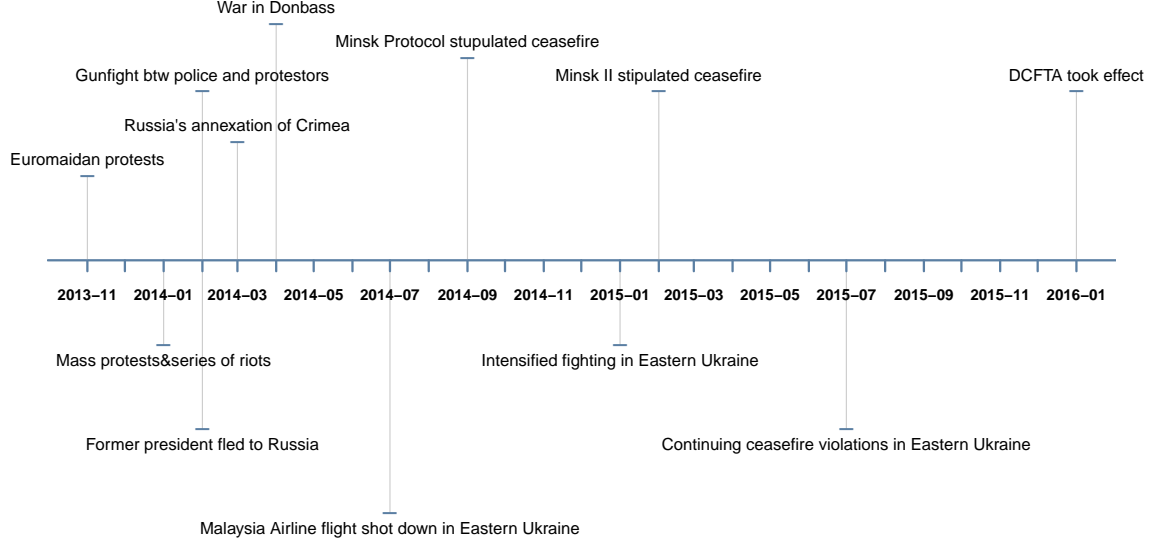 War in Donbass
Minsk Protocol stupulated ceasefire
Gunfight btw police and protestors
Minsk II stipulated ceasefire
DCFTA took effect
Russia's annexation of Crimea
Euromaidan protests
2013–11 2014–01 2014–03 2014–05 2014–07 2014–09 2014–11 2015–01 2015–03 2015–05 2015–07 2015–09 2015–11 2016–01
Mass protests&series of riots
Intensified fighting in Eastern Ukraine
Former president fled to Russia
Continuing ceasefire violations in Eastern Ukraine
Malaysia Airline flight shot down in Eastern Ukraine